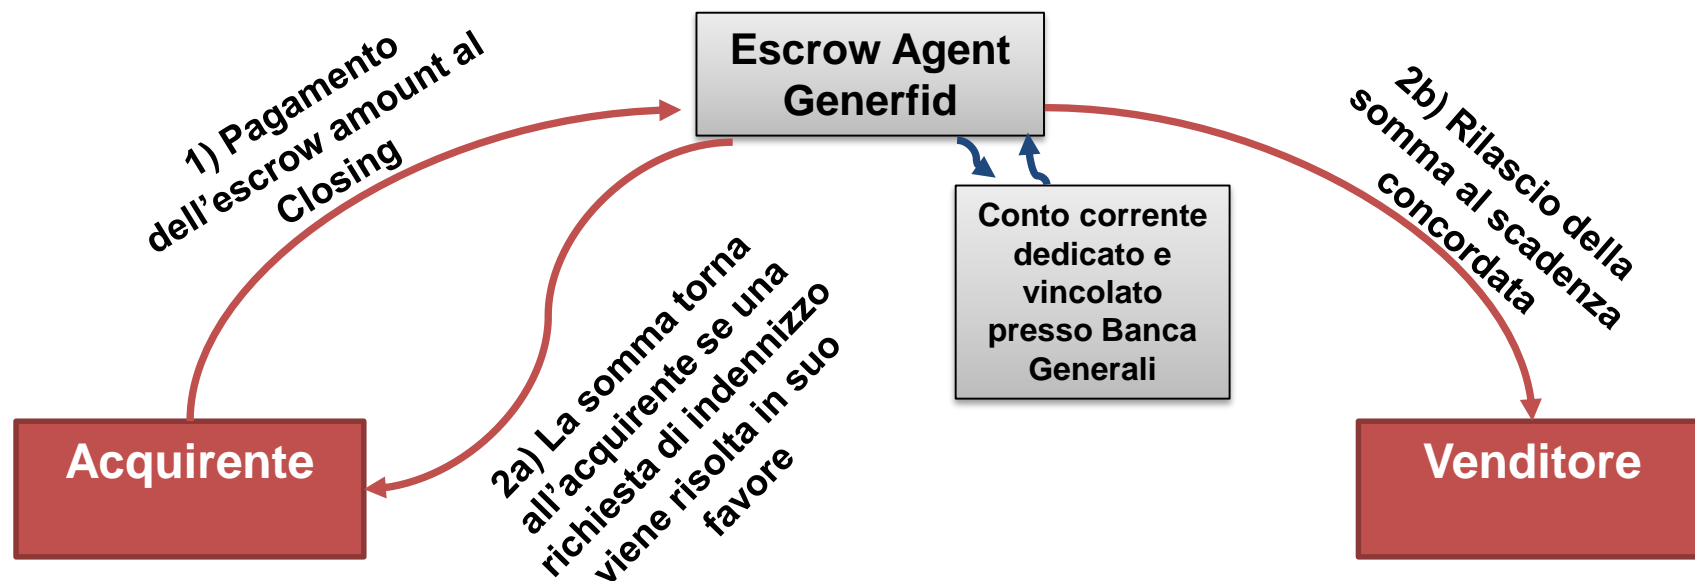 Escrow Agent
Generfid
1) Pagamento
dell’escrow amount al
Closing
2a) La somma torna
all’acquirente se una
richiesta di indennizzo
viene risolta in suo
favore
Conto corrente
dedicato e
vincolato
presso Banca
Generali
2b) Rilascio della
somma al scadenza
concordata
Acquirente
Venditore